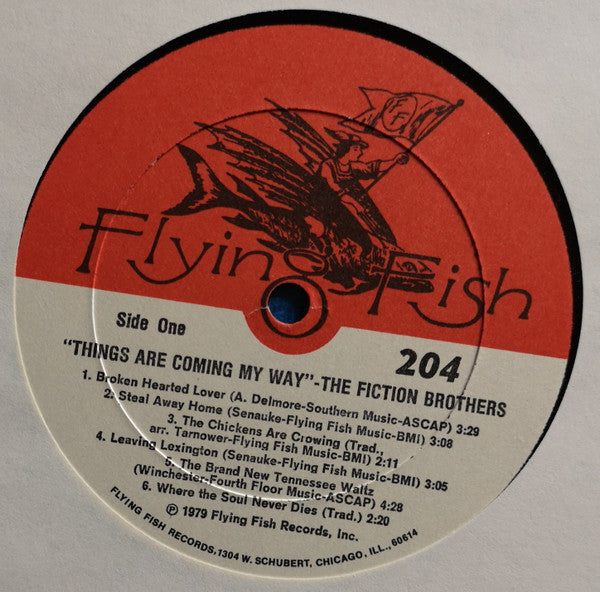 Flying Fish
Side One
204
"THINGS ARE COMING MY WAY"-THE FICTION BROTHERS
1. Broken Hearted Lover (A. Delmore-Southern Music-ASCAP) 3:29
2. Steal Away Home (Senauke-Flying Fish Music-BMI) 3:08
3. The Chickens Are Crowing (Trad.,
arr. Tarnower-Flying Fish Music-BMI) 2:11
4. Leaving Lexington (Senauke-Flying Fish Music-BMI) 3:05
5. The Brand New Tennessee Waltz
(Winchester-Fourth Floor Music-ASCAP) 4:28
6. Where the Soul Never Dies (Trad.) 2:20
℗ 1979 Flying Fish Records, Inc.
FLYING FISH RECORDS, 1304 W. SCHUBERT, CHICAGO, ILL., 60614